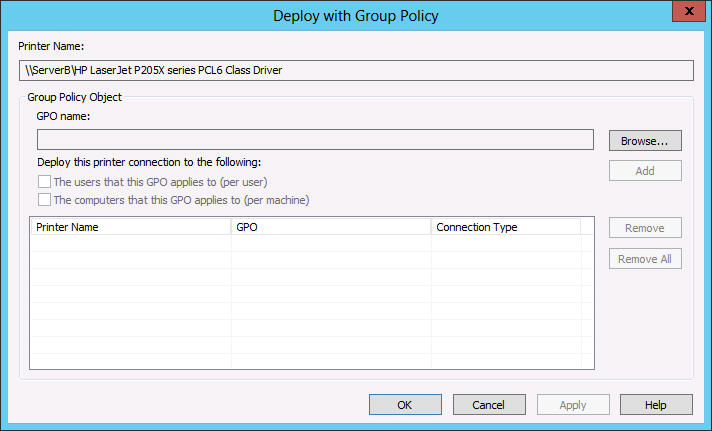 Deploy with Group Policy
x
Printer Name:
\\ServerB\HP LaserJet P205X series PCL6 Class Driver
Group Policy Object
GPO name:
Browse...
Deploy this printer connection to the following:
Add
The users that this GPO applies to (per user)
The computers that this GPO applies to (per machine)
Printer Name GPO Connection Type
Remove
Remove All
OK Cancel Apply Help